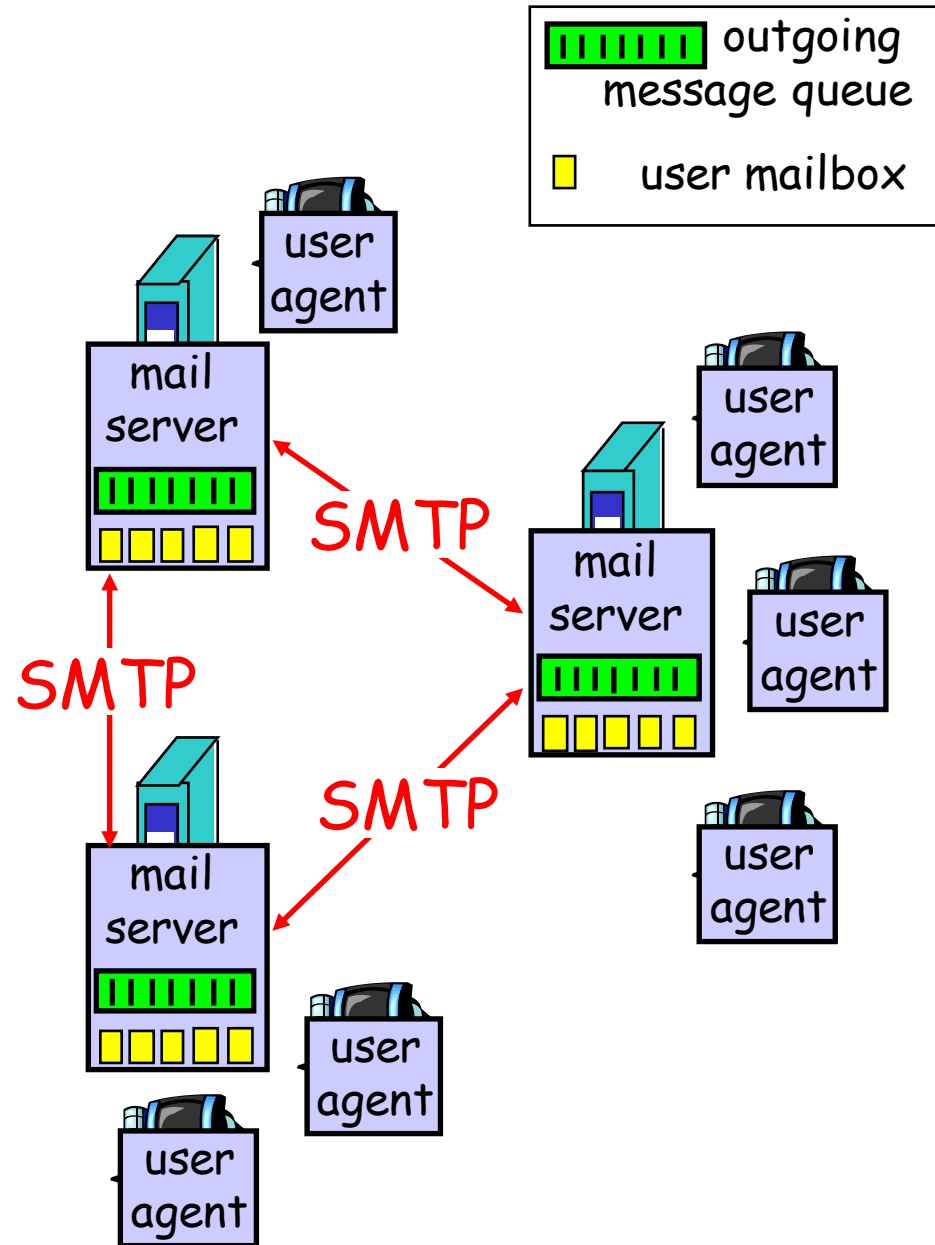 outgoing
message queue
user mailbox
user
agent
mail
server
user
agent
SMTP
mail
server
user
agent
SMTP
SMTP
user
agent
mail
server
user
agent
user
agent